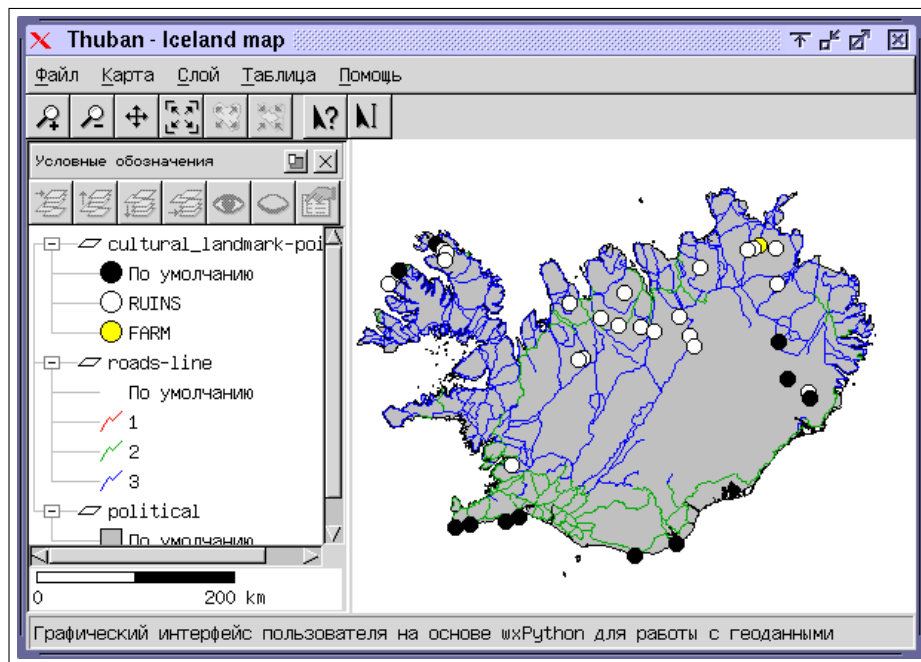 Thuban - Iceland map
Файл Карта Слой Таблица Помощь
Условные обозначения
cultural_landmark-poi
По умолчанию
RUINS
FARM
roads-line
По умолчанию
1
2
3
political
По умолчанию
0 200 km
Графический интерфейс пользователя на основе wxPython для работы с геоданными